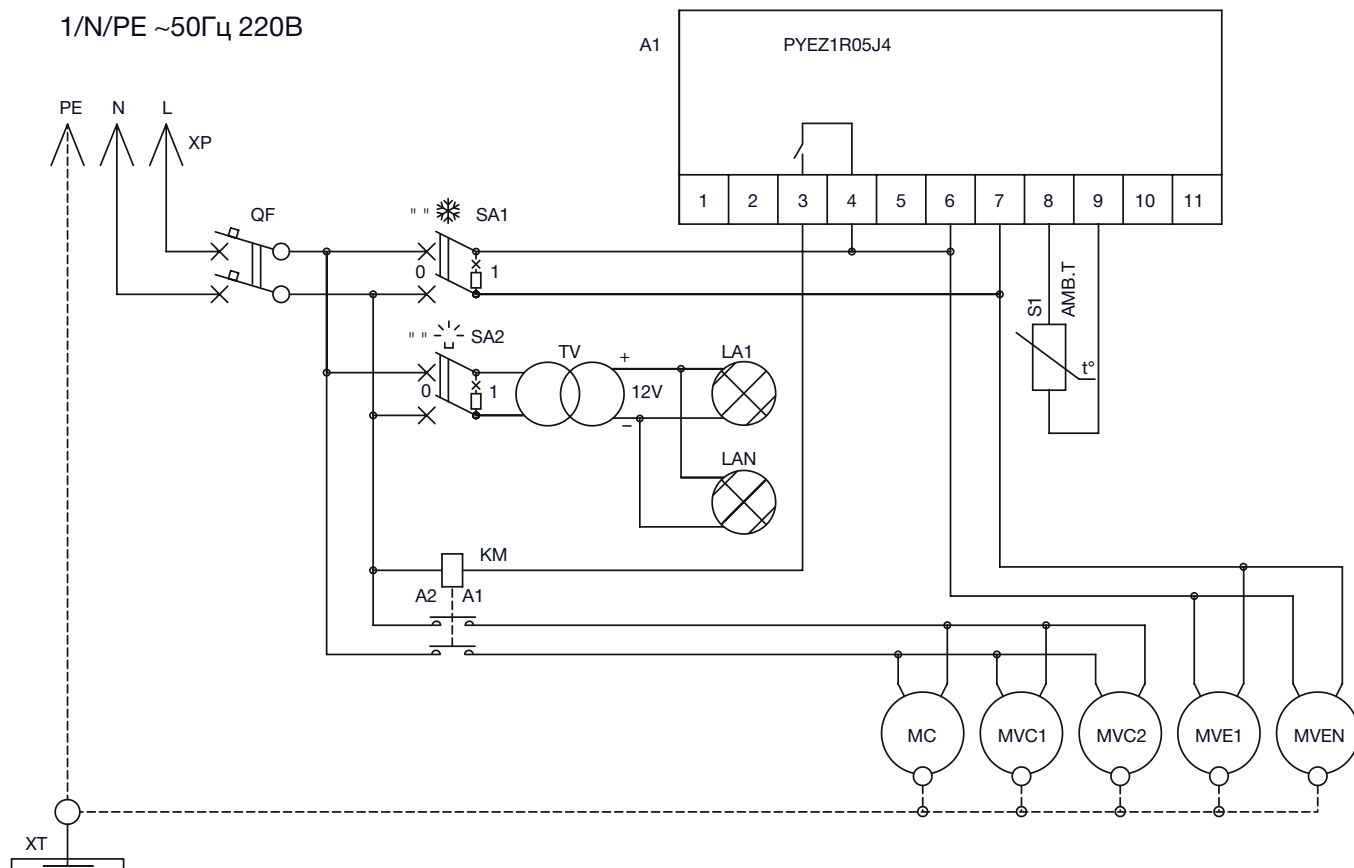 1/N/PE ~50Гц 220В
A1 PYEZ1R05J4
PE N L
XP
1 2 3 4 5 6 7 8 9 10 11
QF
" " SA1
0 1
S1
AMB.T
t°
" " SA2
0 1
TV
+
12V
–
LA1
LAN
KM
A2 A1
MC MVC1 MVC2 MVE1 MVEN
XT